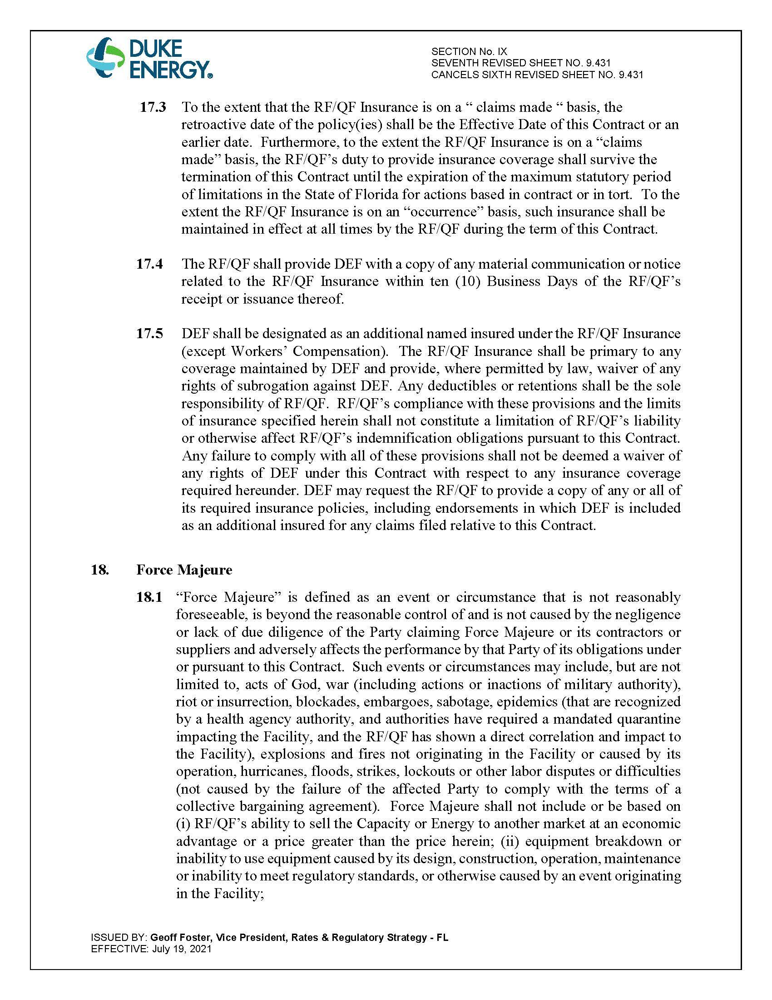 DUKE
ENERGY®
SECTION No. IX
SEVENTH REVISED SHEET NO. 9.431
CANCELS SIXTH REVISED SHEET NO. 9.431
17.3 To the extent that the RF/QF Insurance is on a “ claims made “ basis, the
retroactive date of the policy(ies) shall be the Effective Date of this Contract or an
earlier date. Furthermore, to the extent the RF/QF Insurance is on a “claims
made” basis, the RF/QF’s duty to provide insurance coverage shall survive the
termination of this Contract until the expiration of the maximum statutory period
of limitations in the State of Florida for actions based in contract or in tort. To the
extent the RF/QF Insurance is on an “occurrence” basis, such insurance shall be
maintained in effect at all times by the RF/QF during the term of this Contract.
17.4 The RF/QF shall provide DEF with a copy of any material communication or notice
related to the RF/QF Insurance within ten (10) Business Days of the RF/QF’s
receipt or issuance thereof.
17.5 DEF shall be designated as an additional named insured under the RF/QF Insurance
(except Workers’ Compensation). The RF/QF Insurance shall be primary to any
coverage maintained by DEF and provide, where permitted by law, waiver of any
rights of subrogation against DEF. Any deductibles or retentions shall be the sole
responsibility of RF/QF. RF/QF’s compliance with these provisions and the limits
of insurance specified herein shall not constitute a limitation of RF/QF’s liability
or otherwise affect RF/QF’s indemnification obligations pursuant to this Contract.
Any failure to comply with all of these provisions shall not be deemed a waiver of
any rights of DEF under this Contract with respect to any insurance coverage
required hereunder. DEF may request the RF/QF to provide a copy of any or all of
its required insurance policies, including endorsements in which DEF is included
as an additional insured for any claims filed relative to this Contract.
18. Force Majeure
18.1 “Force Majeure” is defined as an event or circumstance that is not reasonably
foreseeable, is beyond the reasonable control of and is not caused by the negligence
or lack of due diligence of the Party claiming Force Majeure or its contractors or
suppliers and adversely affects the performance by that Party of its obligations under
or pursuant to this Contract. Such events or circumstances may include, but are not
limited to, acts of God, war (including actions or inactions of military authority),
riot or insurrection, blockades, embargoes, sabotage, epidemics (that are recognized
by a health agency authority, and authorities have required a mandated quarantine
impacting the Facility, and the RF/QF has shown a direct correlation and impact to
the Facility), explosions and fires not originating in the Facility or caused by its
operation, hurricanes, floods, strikes, lockouts or other labor disputes or difficulties
(not caused by the failure of the affected Party to comply with the terms of a
collective bargaining agreement). Force Majeure shall not include or be based on
(i) RF/QF’s ability to sell the Capacity or Energy to another market at an economic
advantage or a price greater than the price herein; (ii) equipment breakdown or
inability to use equipment caused by its design, construction, operation, maintenance
or inability to meet regulatory standards, or otherwise caused by an event originating
in the Facility;
ISSUED BY: Geoff Foster, Vice President, Rates & Regulatory Strategy - FL
EFFECTIVE: July 19, 2021